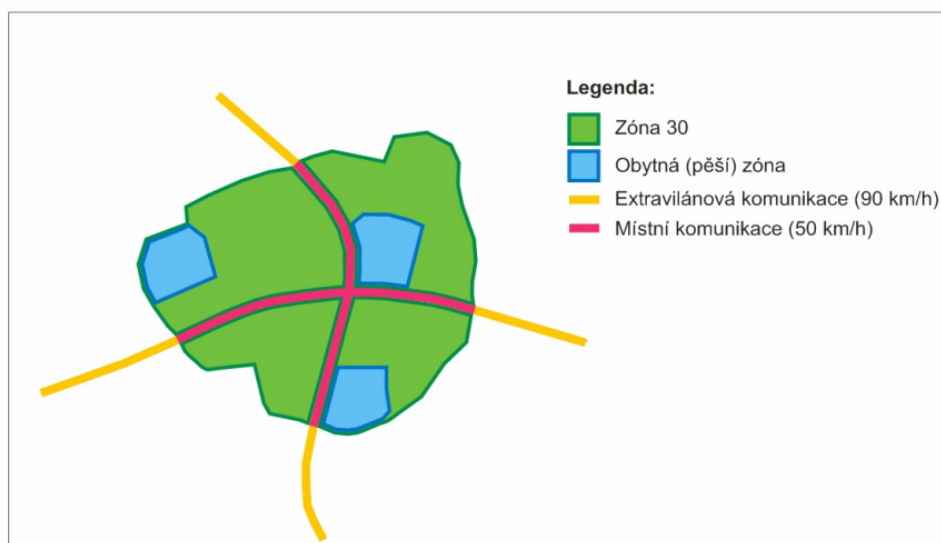 Legenda:
Zóna 30
Obytná (pěší) zóna
Extravilánová komunikace (90 km/h)
Místní komunikace (50 km/h)